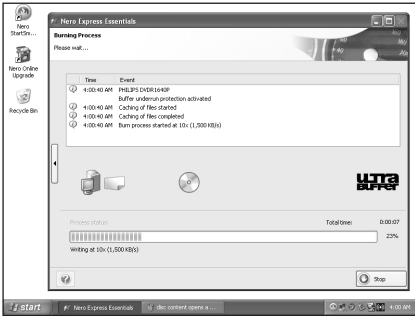 Nero
StartSm...
Nero Online
Upgrade
Recycle Bin
Nero Express Essentials
Burning Process
Please wait...
Time Event
4:00:40 AM PHILIPS DVDR1640P
Buffer underrun protection activated
4:00:40 AM Caching of files started
4:00:40 AM Caching of files completed
4:00:40 AM Burn process started at 10x (1,500 KB/s)
ULTRA
BUFFER
Process status
Total time: 0:00:07
23%
Writing at 10x (1,500 KB/s)
Stop
start
Nero Express Essentials
disc content opens a ...
4:00 AM